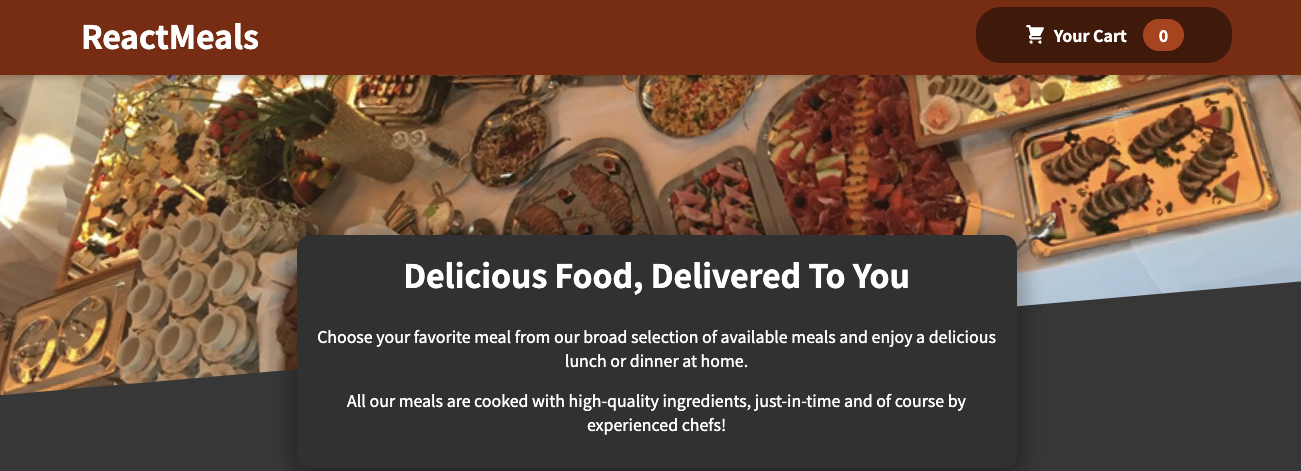 ReactMeals
Your Cart 0
Delicious Food, Delivered To You
Choose your favorite meal from our broad selection of available meals and enjoy a delicious
lunch or dinner at home.
All our meals are cooked with high-quality ingredients, just-in-time and of course by
experienced chefs!